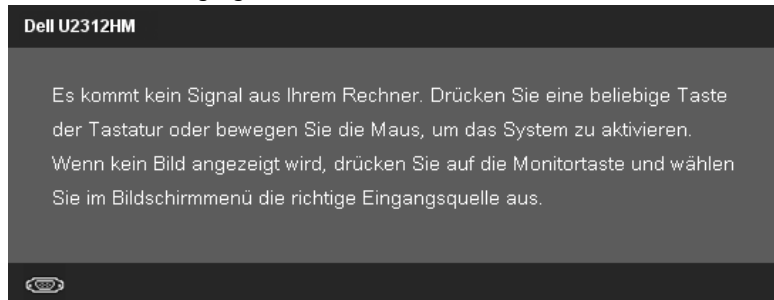 Dell U2312HM
Es kommt kein Signal aus Ihrem Rechner. Drücken Sie eine beliebige Taste
der Tastatur oder bewegen Sie die Maus, um das System zu aktivieren.
Wenn kein Bild angezeigt wird, drücken Sie auf die Monitortaste und wählen
Sie im Bildschirmmenü die richtige Eingangsquelle aus.